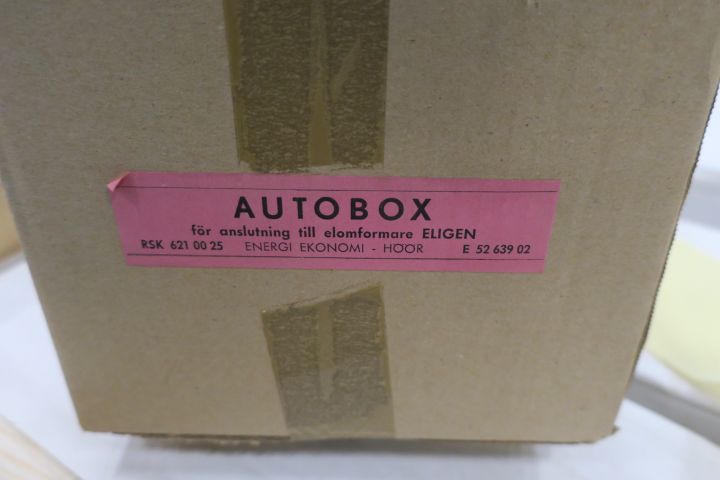 AUTOBOX
för anslutning till elomformare ELIGEN
RSK 621 00 25 ENERGI EKONOMI - HÖÖR E 52 639 02